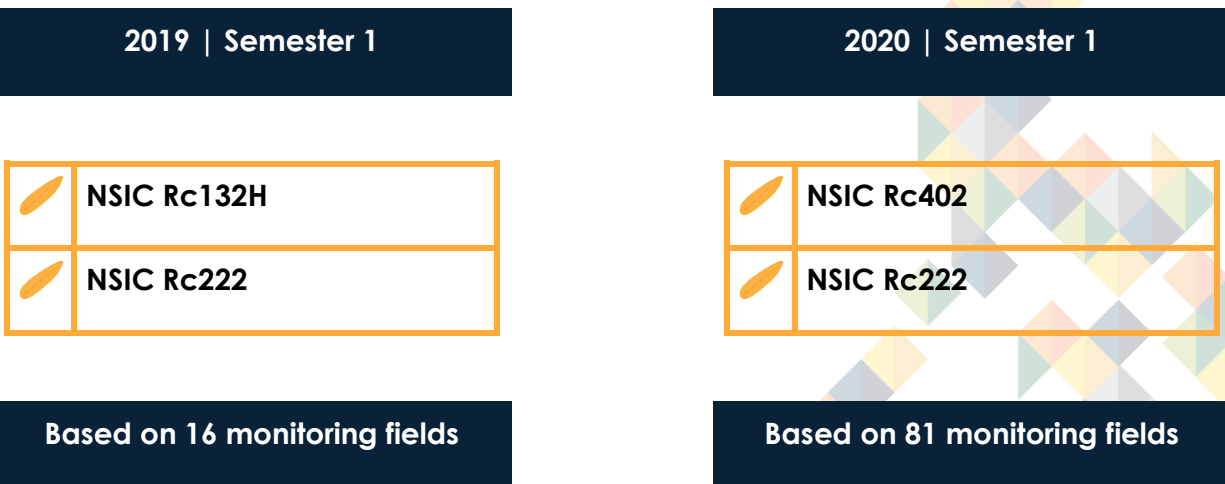 2019 | Semester 1
NSIC Rc132H
NSIC Rc222
Based on 16 monitoring fields
2020 | Semester 1
NSIC Rc402
NSIC Rc222
Based on 81 monitoring fields